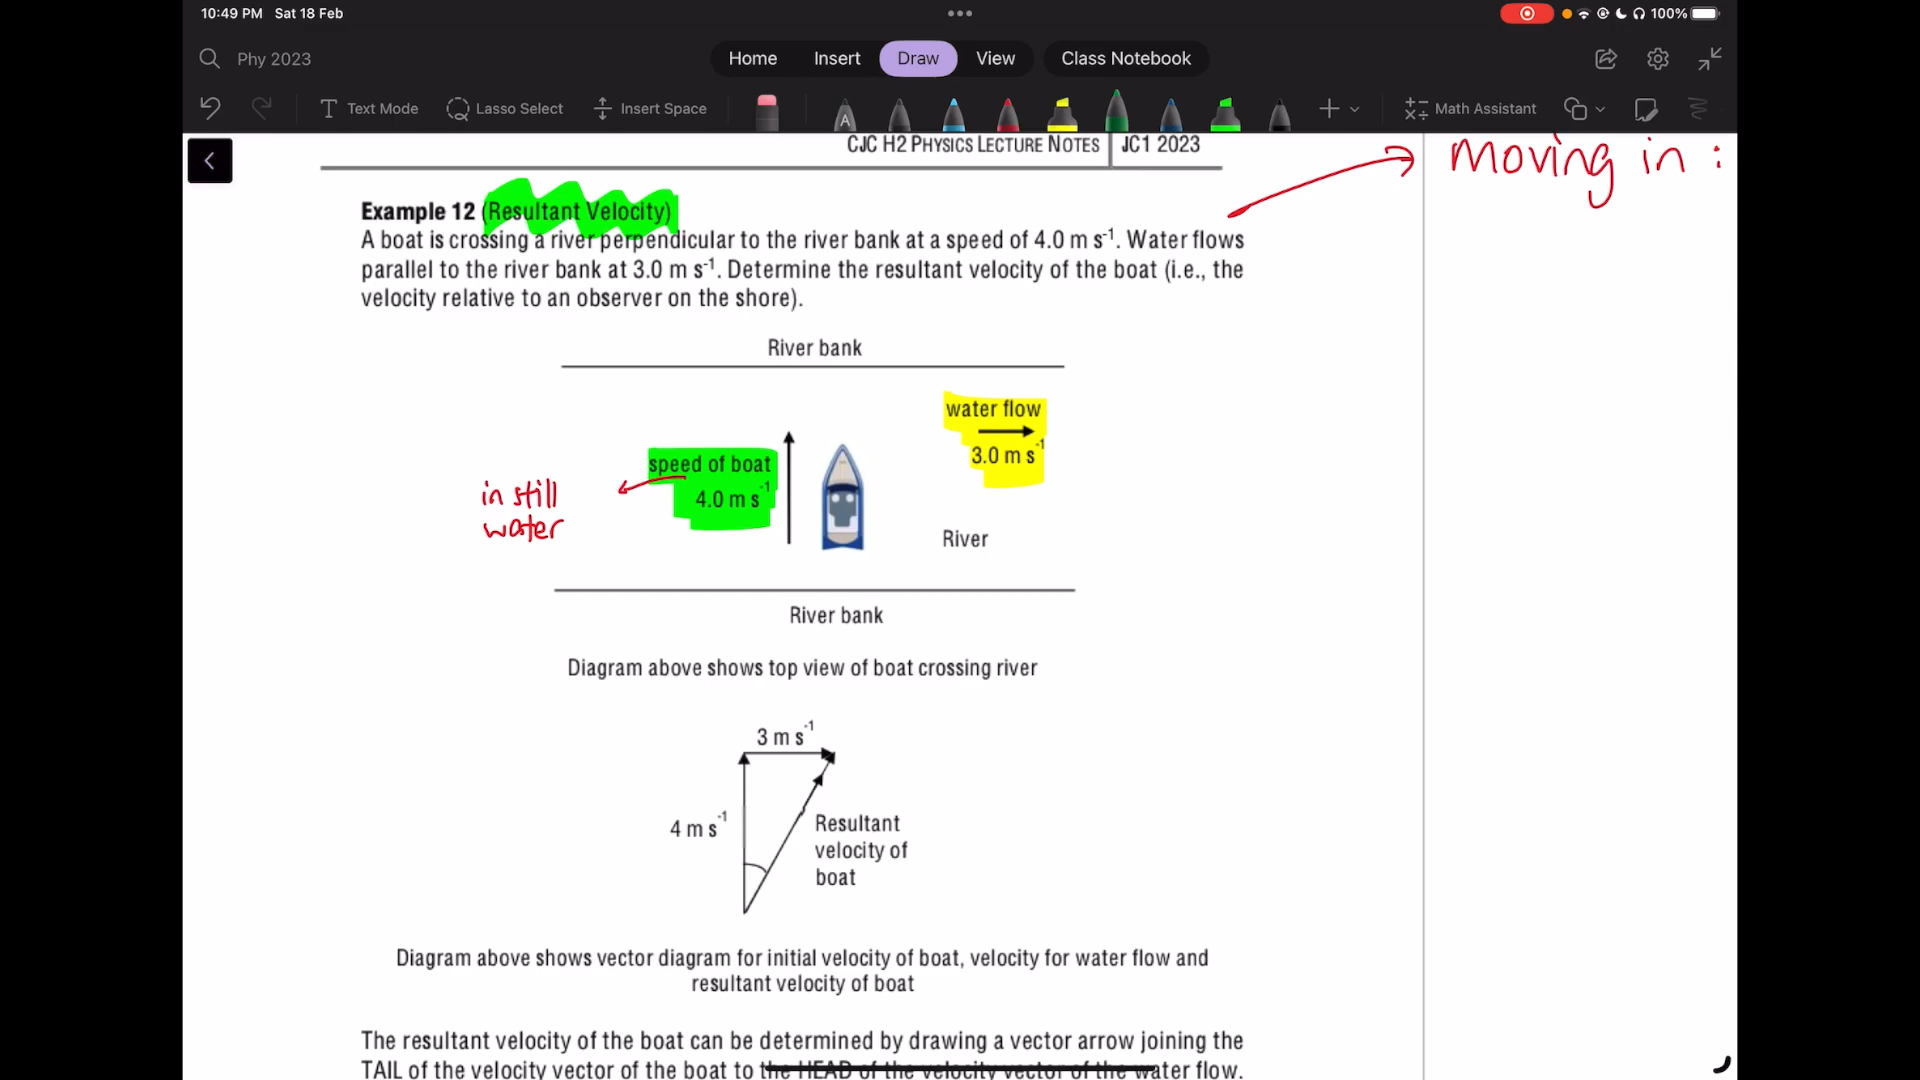 10:49 PM Sat 18 Feb
100%
Phy 2023
Home Insert Draw View Class Notebook
Text Mode Lasso Select Insert Space
A
Math Assistant
CJC H2 PHYSICS LECTURE NOTES JC1 2023
moving in :
Example 12 (Resultant Velocity)
A boat is crossing a river perpendicular to the river bank at a speed of 4.0 m s⁻¹. Water flows
parallel to the river bank at 3.0 m s⁻¹. Determine the resultant velocity of the boat (i.e., the
velocity relative to an observer on the shore).
River bank
water flow
3.0 m s⁻¹
speed of boat
4.0 m s⁻¹
in still
water
River
River bank
Diagram above shows top view of boat crossing river
3 m s⁻¹
4 m s⁻¹
Resultant
velocity of
boat
Diagram above shows vector diagram for initial velocity of boat, velocity for water flow and
resultant velocity of boat
The resultant velocity of the boat can be determined by drawing a vector arrow joining the
TAIL of the velocity vector of the boat to the HEAD of the velocity vector of the water flow.